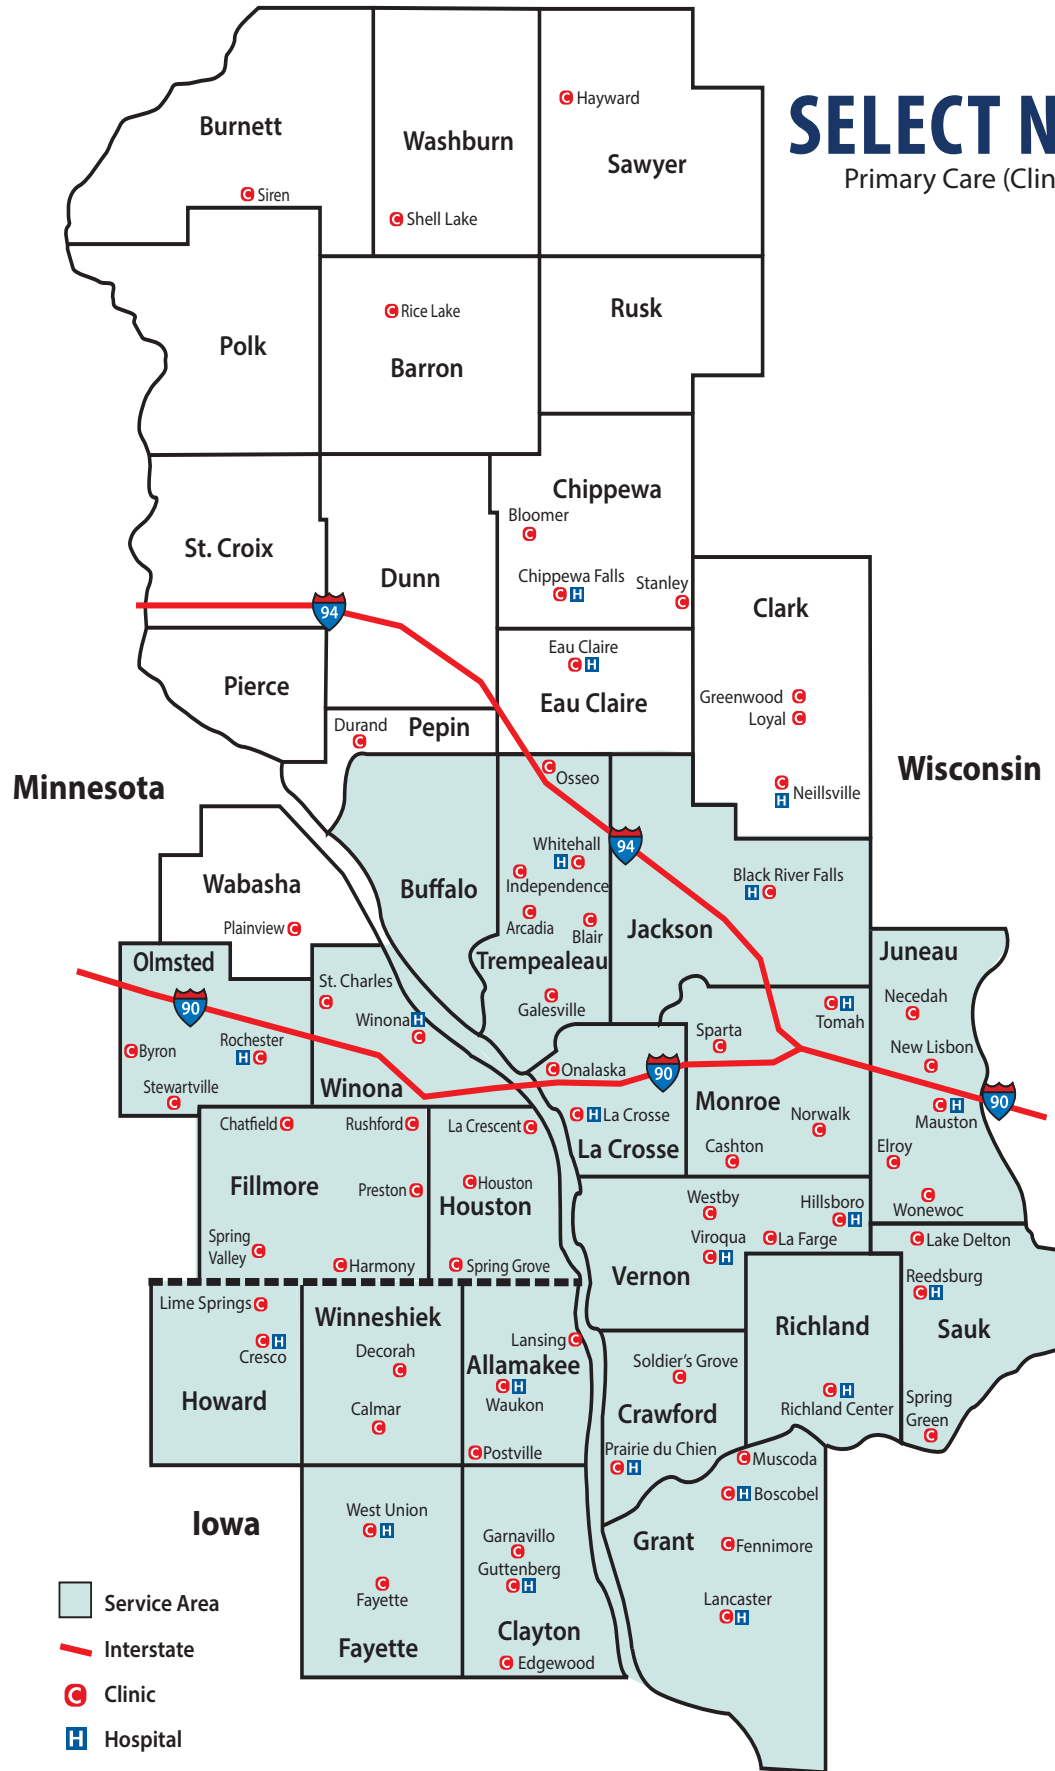 SELECT N
Primary Care (Clin
Burnett
Washburn
C Hayward
Sawyer
C Siren
C Shell Lake
Polk
C Rice Lake
Barron
Rusk
Chippewa
Bloomer
C
Chippewa Falls
C H
Stanley
C
St. Croix
Dunn
94
Clark
Eau Claire
C H
Eau Claire
Pierce
Greenwood C
Loyal C
Durand
C
Pepin
Minnesota
Wisconsin
C
Osseo
C
H
Neillsville
Whitehall
H C
94
C
Independence
Wabasha
Buffalo
Black River Falls
H C
C
Arcadia
C
Blair
Jackson
Plainview C
Trempealeau
Juneau
Olmsted
St. Charles
C
C
Galesville
C H
Tomah
Necedah
C
90
Winona H
C
Sparta
C
New Lisbon
C
C Byron
Rochester
H C
C Onalaska
90
Stewartville
C
Winona
Monroe
C H
Mauston
90
Chatfield C
Rushford C
La Crescent C
C H La Crosse
La Crosse
Norwalk
C
Cashton
C
Elroy
C
Fillmore
Preston C
C Houston
Houston
Westby
C
Hillsboro
C H
C
Wonewoc
Spring
Valley C
C Harmony
C Spring Grove
Viroqua
C H
C La Farge
C Lake Delton
Vernon
Reedsburg
C H
Lime Springs C
Winneshiek
Lansing C
Richland
Sauk
C H
Cresco
Decorah
C
Allamakee
C H
Waukon
Soldier's Grove
C
Howard
Calmar
C
Crawford
C H
Richland Center
Spring
Green
C
C Postville
Prairie du Chien
C H
C Muscoda
C H Boscobel
Iowa
West Union
C H
Garnavillo
C
Grant
C Fennimore
Guttenberg
C H
C
Fayette
Lancaster
C H
Service Area
Clayton
Fayette
C Edgewood
Interstate
C Clinic
H Hospital